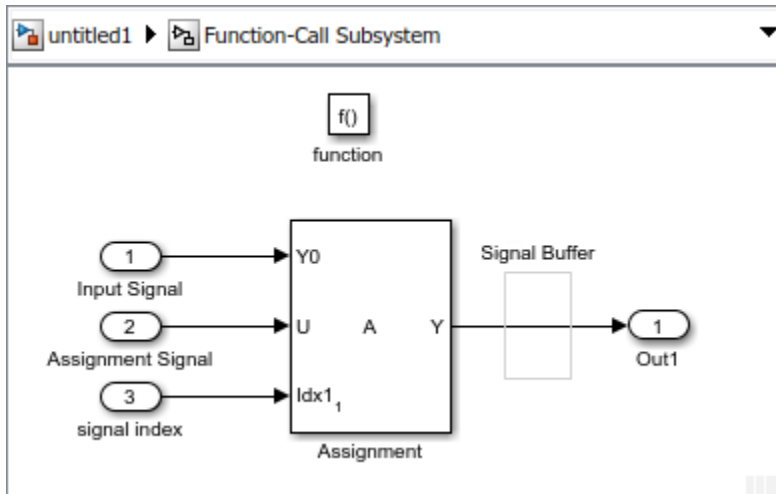 untitled1 Function-Call Subsystem
f()
function
1
Input Signal
2
Assignment Signal
3
signal index
Y0
U A Y
Idx1 1
Assignment
Signal Buffer
1
Out1